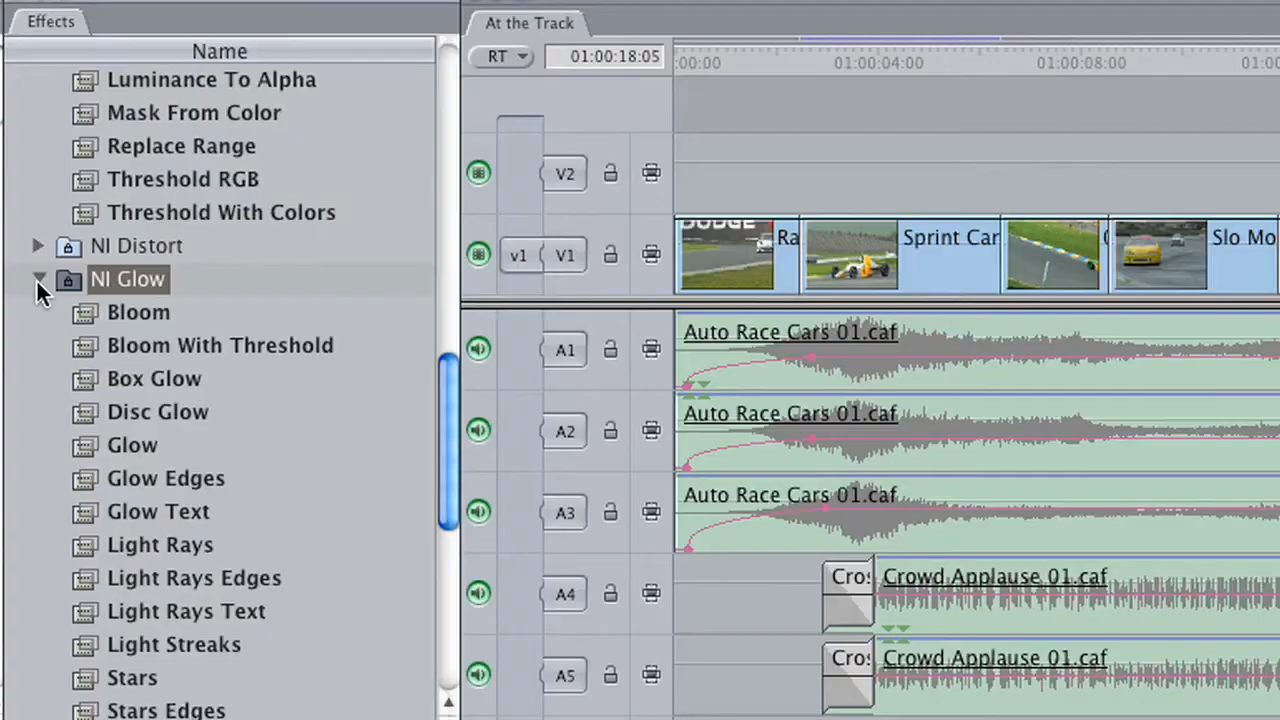 Effects
Name
Luminance To Alpha
Mask From Color
Replace Range
Threshold RGB
Threshold With Colors
NI Distort
NI Glow
Bloom
Bloom With Threshold
Box Glow
Disc Glow
Glow
Glow Edges
Glow Text
Light Rays
Light Rays Edges
Light Rays Text
Light Streaks
Stars
Stars Edges
At the Track
RT 01:00:18:05
:00:00 01:00:04:00 01:00:08:00 01:00
V2
v1 V1
DODGE
Ra Sprint Car Slo Mo
A1 Auto Race Cars 01.caf
A2 Auto Race Cars 01.caf
A3 Auto Race Cars 01.caf
A4 Cros Crowd Applause 01.caf
A5 Cros Crowd Applause 01.caf